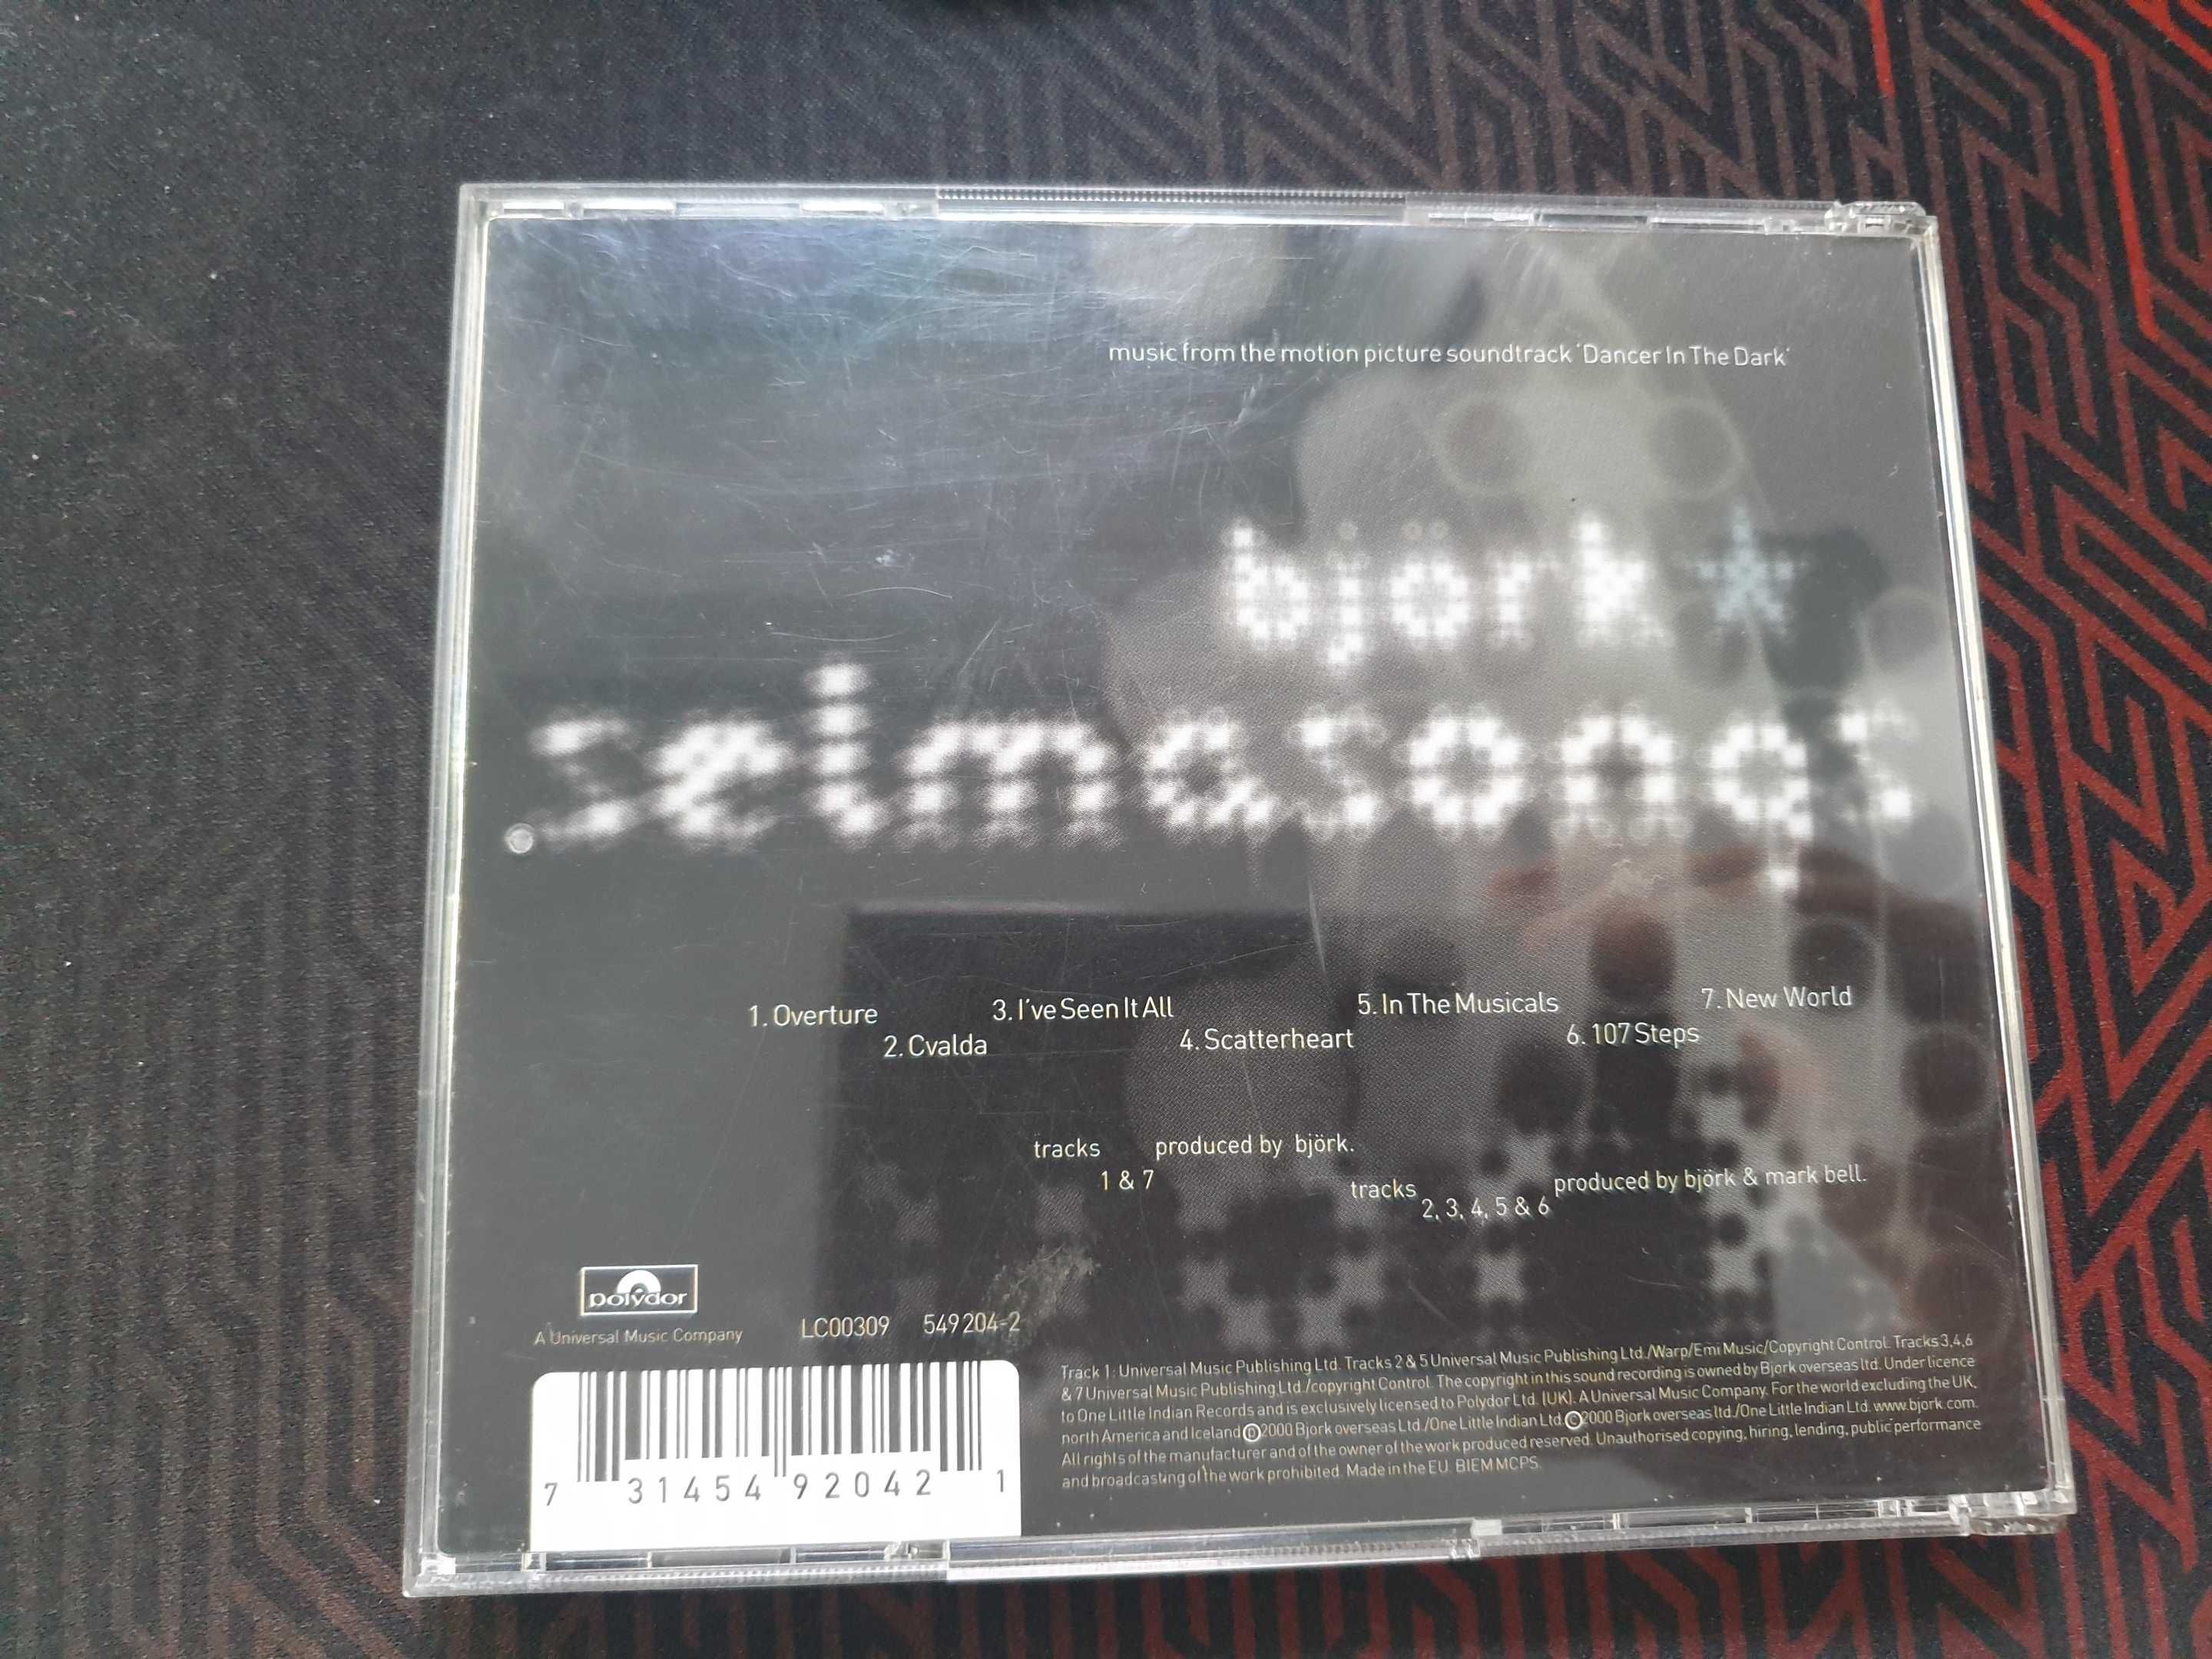 music from the motion picture soundtrack 'Dancer In The Dark'
björk*
selmasongs
1. Overture
2. Cvalda
3. I've Seen It All
4. Scatterheart
5. In The Musicals
6. 107 Steps
7. New World
tracks 1 & 7 produced by björk.
tracks 2, 3, 4, 5 & 6 produced by björk & mark bell.
polydor
A Universal Music Company
LC00309 549 204-2
7 31454 92042 1
Track 1: Universal Music Publishing Ltd. Tracks 2 & 5 Universal Music Publishing Ltd./Warp/Emi Music/Copyright Control. Tracks 3,4,6
& 7 Universal Music Publishing Ltd./copyright Control. The copyright in this sound recording is owned by Bjork overseas ltd. Under licence
to One Little Indian Records and is exclusively licensed to Polydor Ltd. (UK). A Universal Music Company. For the world excluding the UK,
north America and Iceland ℗2000 Bjork overseas Ltd./One Little Indian Ltd. ©2000 Bjork overseas ltd./One Little Indian Ltd. www.bjork.com.
All rights of the manufacturer and of the owner of the work produced reserved. Unauthorised copying, hiring, lending, public performance
and broadcasting of the work prohibited. Made in the EU BIEM MCPS.